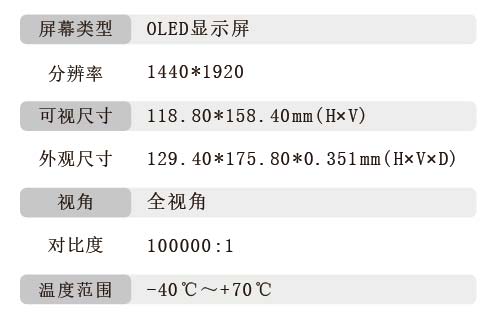 屏幕类型 OLED显示屏
分辨率 1440*1920
可视尺寸 118.80*158.40mm(H×V)
外观尺寸 129.40*175.80*0.351mm(H×V×D)
视角 全视角
对比度 100000:1
温度范围 -40℃～+70℃